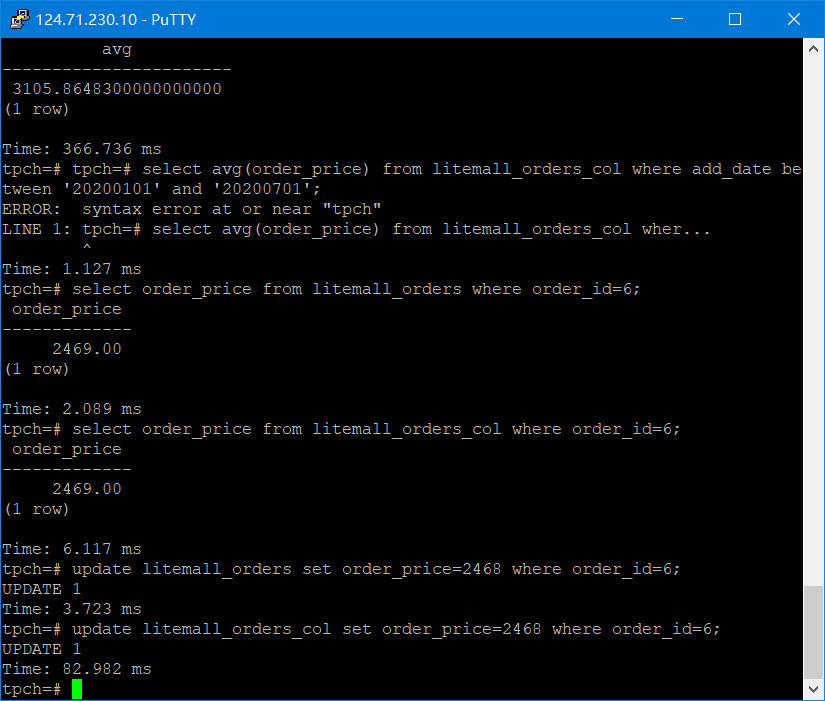 124.71.230.10 - PuTTY
avg
-----------------------
3105.8648300000000000
(1 row)
Time: 366.736 ms
tpch=# tpch=# select avg(order_price) from litemall_orders_col where add_date be
tween '20200101' and '20200701';
ERROR:  syntax error at or near "tpch"
LINE 1: tpch=# select avg(order_price) from litemall_orders_col wher...
^
Time: 1.127 ms
tpch=# select order_price from litemall_orders where order_id=6;
order_price
-------------
2469.00
(1 row)
Time: 2.089 ms
tpch=# select order_price from litemall_orders_col where order_id=6;
order_price
-------------
2469.00
(1 row)
Time: 6.117 ms
tpch=# update litemall_orders set order_price=2468 where order_id=6;
UPDATE 1
Time: 3.723 ms
tpch=# update litemall_orders_col set order_price=2468 where order_id=6;
UPDATE 1
Time: 82.982 ms
tpch=#